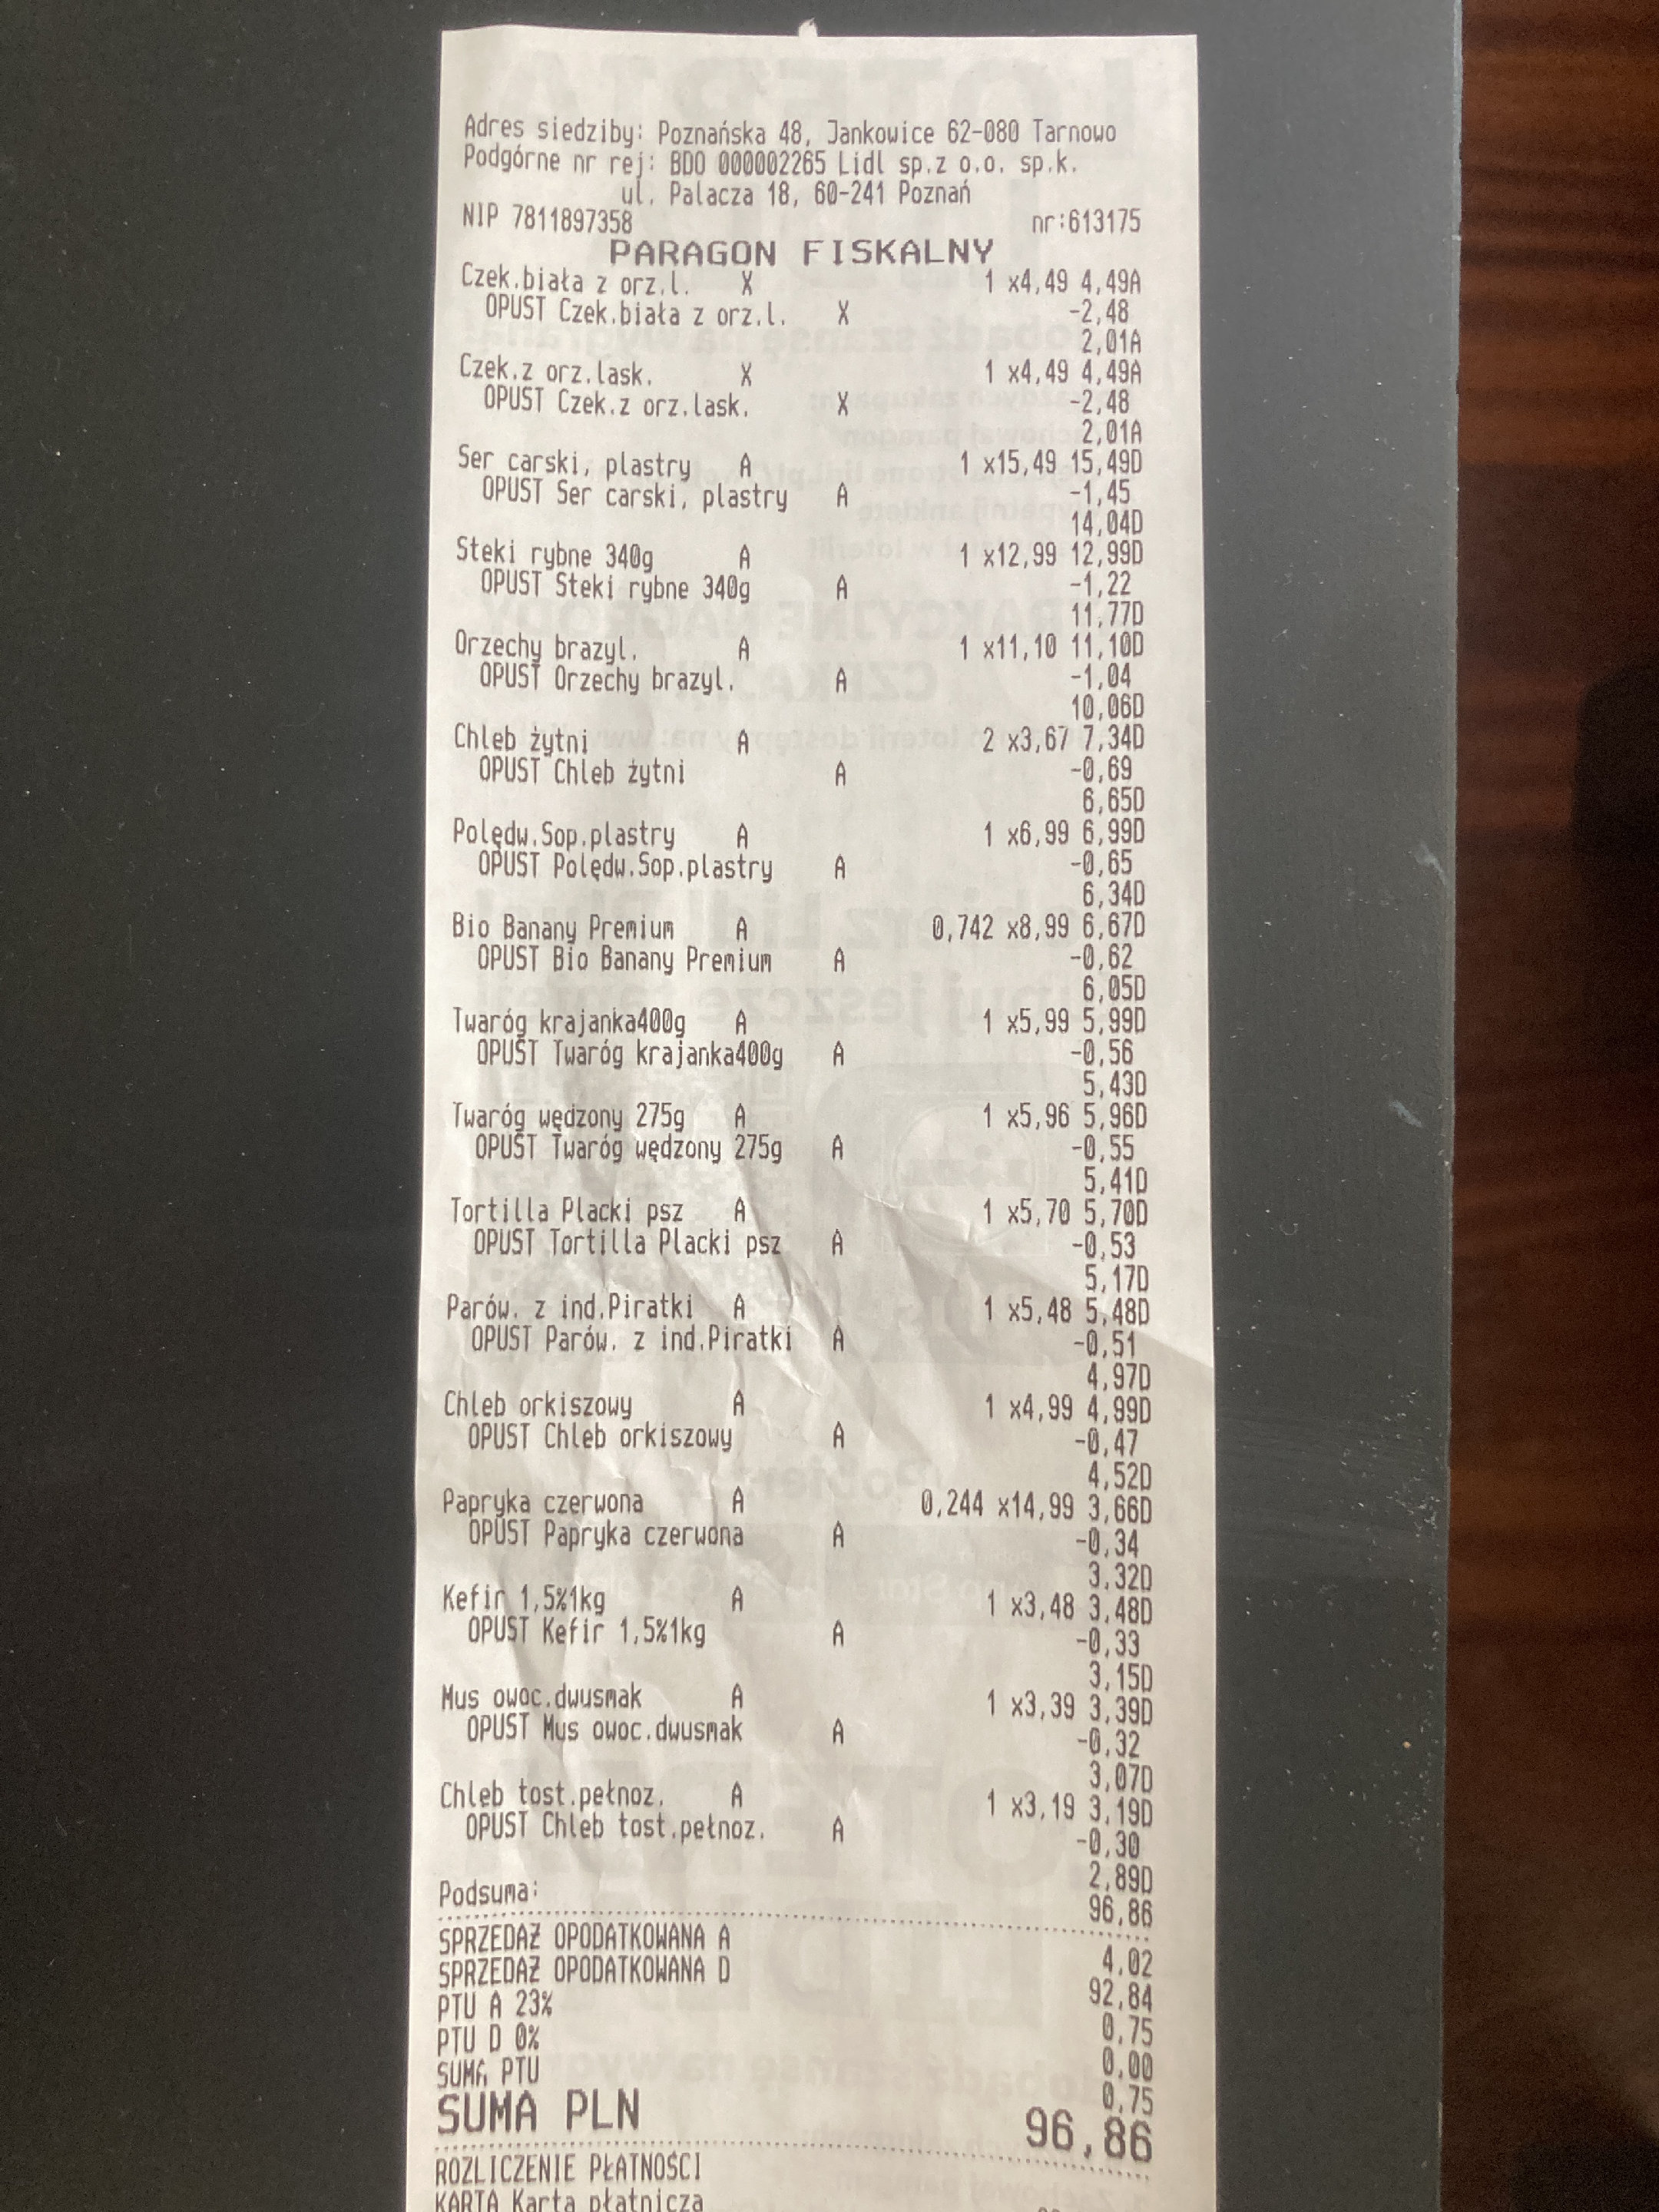 Adres siedziby: Poznańska 48, Jankowice 62-080 Tarnowo
Podgórne nr rej: BDO 000002265 Lidl sp.z o.o. sp.k.
ul. Palacza 18, 60-241 Poznań
NIP 7811897358 nr:613175
PARAGON FISKALNY
Czek.biała z orz.l. X 1 x4,49 4,49A
OPUST Czek.biała z orz.l. X -2,48
2,01A
Czek.z orz.lask. X 1 x4,49 4,49A
OPUST Czek.z orz.lask. X -2,48
2,01A
Ser carski, plastry A 1 x15,49 15,49D
OPUST Ser carski, plastry A -1,45
14,04D
Steki rybne 340g A 1 x12,99 12,99D
OPUST Steki rybne 340g A -1,22
11,77D
Orzechy brazyl. A 1 x11,10 11,10D
OPUST Orzechy brazyl. A -1,04
10,06D
Chleb żytni A 2 x3,67 7,34D
OPUST Chleb żytni A -0,69
6,65D
Polędw.Sop.plastry A 1 x6,99 6,99D
OPUST Polędw.Sop.plastry A -0,65
6,34D
Bio Banany Premium A 0,742 x8,99 6,67D
OPUST Bio Banany Premium A -0,62
6,05D
Twaróg krajanka400g A 1 x5,99 5,99D
OPUST Twaróg krajanka400g A -0,56
5,43D
Twaróg wędzony 275g A 1 x5,96 5,96D
OPUST Twaróg wędzony 275g A -0,55
5,41D
Tortilla Placki psz A 1 x5,70 5,70D
OPUST Tortilla Placki psz A -0,53
5,17D
Parów. z ind.Piratki A 1 x5,48 5,48D
OPUST Parów. z ind.Piratki A -0,51
4,97D
Chleb orkiszowy A 1 x4,99 4,99D
OPUST Chleb orkiszowy A -0,47
4,52D
Papryka czerwona A 0,244 x14,99 3,66D
OPUST Papryka czerwona A -0,34
3,32D
Kefir 1,5%1kg A 1 x3,48 3,48D
OPUST Kefir 1,5%1kg A -0,33
3,15D
Mus owoc.dwusmak A 1 x3,39 3,39D
OPUST Mus owoc.dwusmak A -0,32
3,07D
Chleb tost.pełnoz. A 1 x3,19 3,19D
OPUST Chleb tost.pełnoz. A -0,30
2,89D
Podsuma: 96,86
SPRZEDAŻ OPODATKOWANA A 4,02
SPRZEDAŻ OPODATKOWANA D 92,84
PTU A 23% 0,75
PTU D 0% 0,00
SUMA PTU 0,75
SUMA PLN 96,86
ROZLICZENIE PŁATNOŚCI
KARTA Karta płatnicza